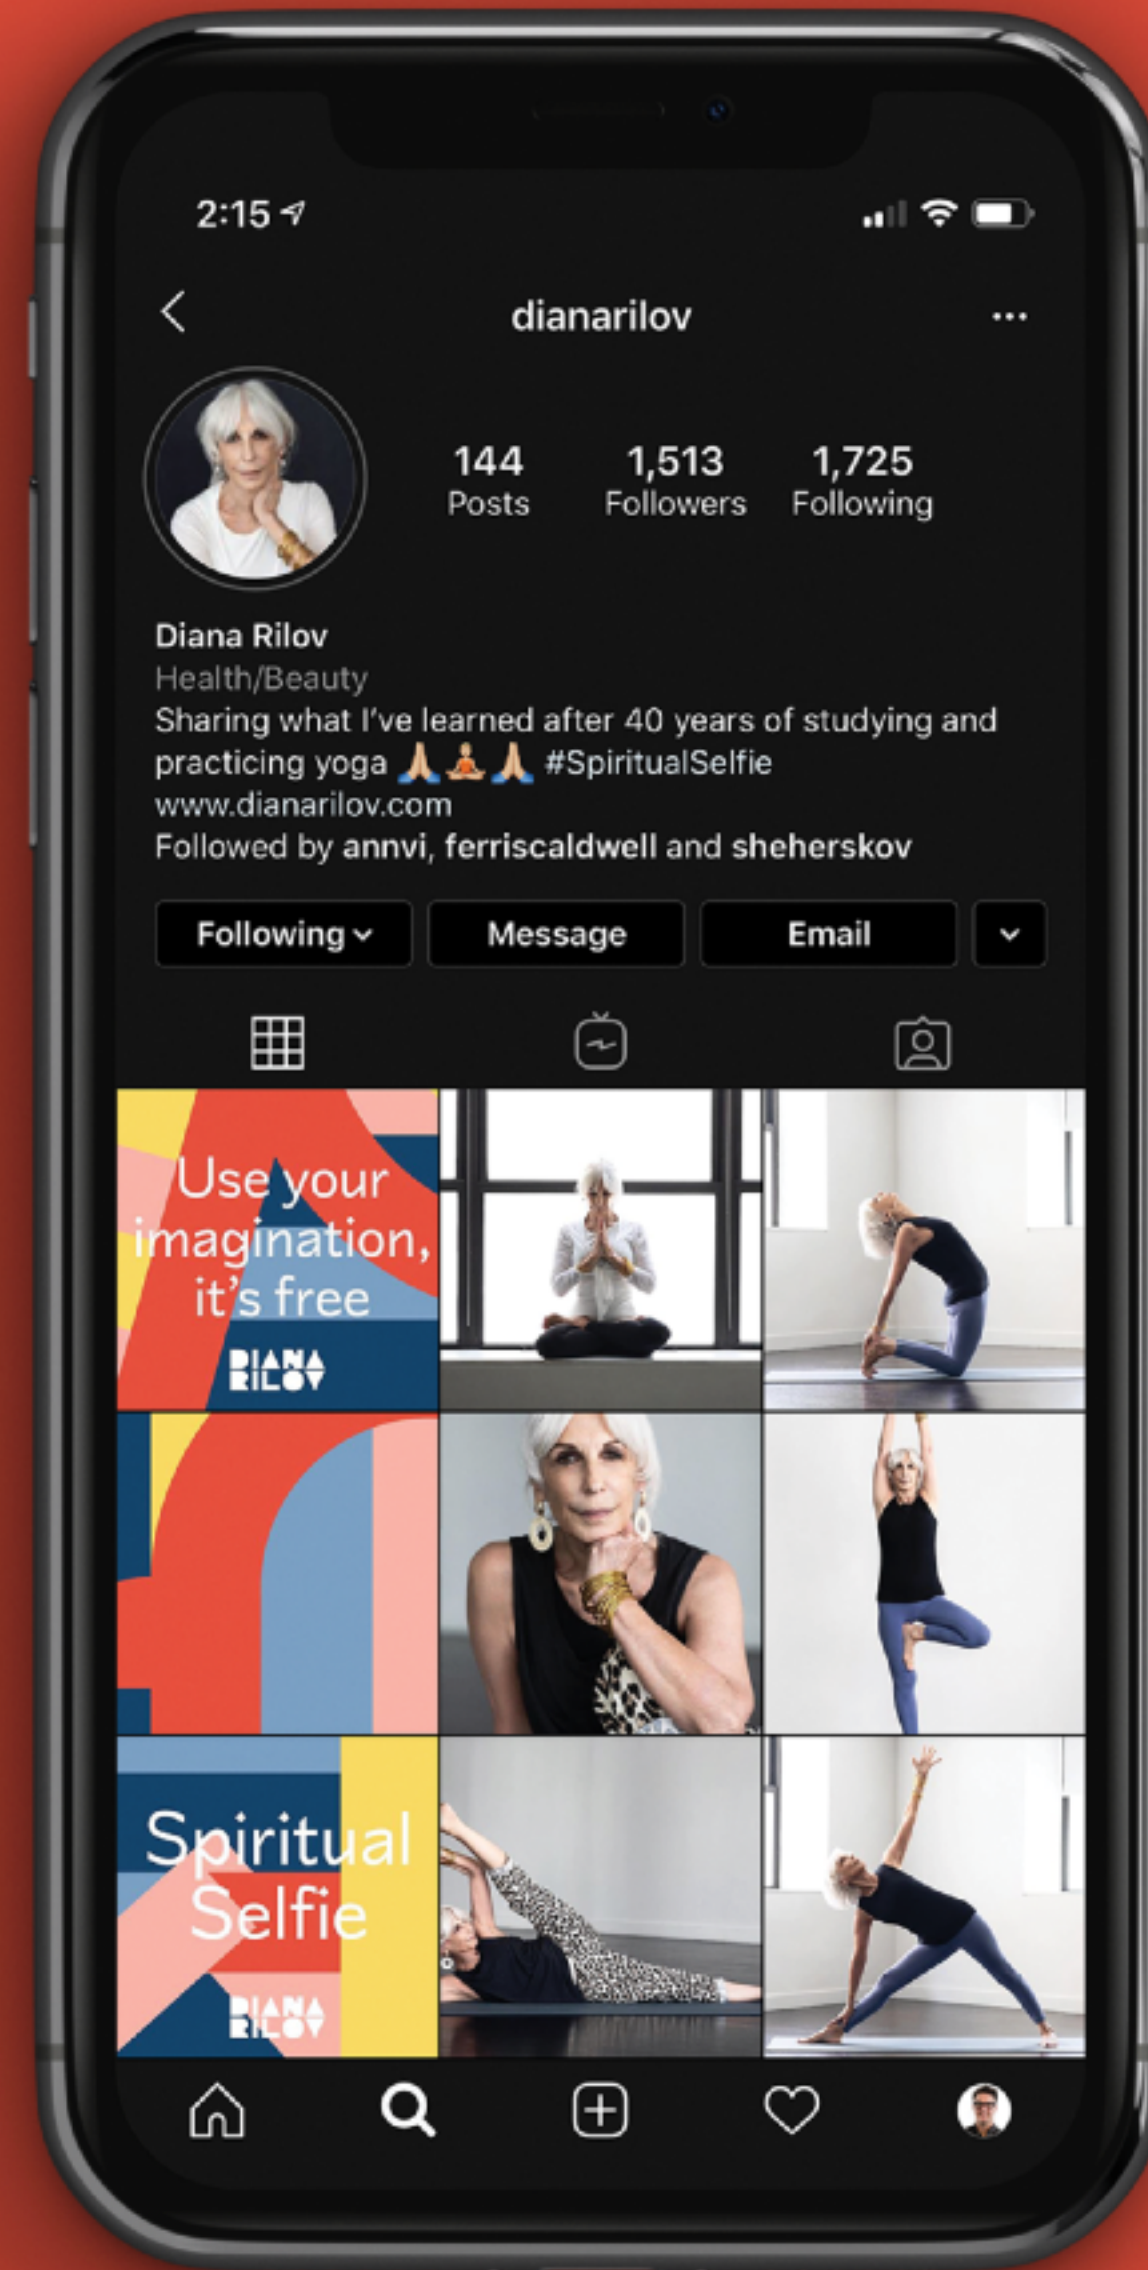 2:15
dianarilov
144
Posts
1,513
Followers
1,725
Following
Diana Rilov
Health/Beauty
Sharing what I've learned after 40 years of studying and
practicing yoga 🙏🏼🧘🏼🙏🏼 #SpiritualSelfie
www.dianarilov.com
Followed by annvi, ferriscaldwell and sheherskov
Following
Message
Email
Use your
imagination,
it's free
DIANA
RILOV
Spiritual
Selfie
DIANA
RILOV